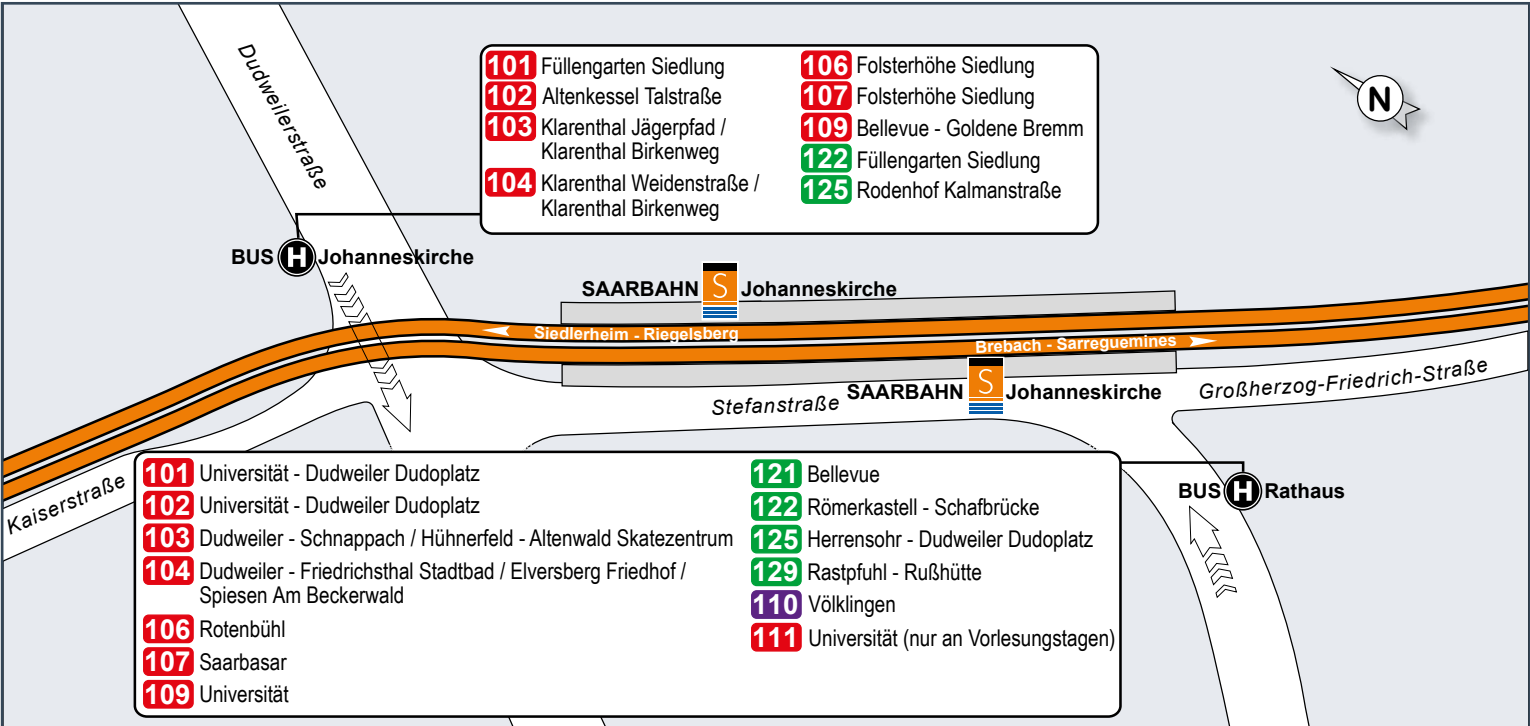 Dudweilerstraße
101 Füllengarten Siedlung
102 Altenkessel Talstraße
103 Klarenthal Jägerpfad /
Klarenthal Birkenweg
104 Klarenthal Weidenstraße /
Klarenthal Birkenweg
106 Folsterhöhe Siedlung
107 Folsterhöhe Siedlung
109 Bellevue - Goldene Bremm
122 Füllengarten Siedlung
125 Rodenhof Kalmanstraße
N
BUS H Johanneskirche
SAARBAHN S Johanneskirche
Siedlerheim - Riegelsberg
Brebach - Sarreguemines
SAARBAHN S Johanneskirche
Stefanstraße
Großherzog-Friedrich-Straße
Kaiserstraße
101 Universität - Dudweiler Dudoplatz
102 Universität - Dudweiler Dudoplatz
103 Dudweiler - Schnappach / Hühnerfeld - Altenwald Skatezentrum
104 Dudweiler - Friedrichsthal Stadtbad / Elversberg Friedhof /
Spiesen Am Beckerwald
106 Rotenbühl
107 Saarbasar
109 Universität
121 Bellevue
122 Römerkastell - Schafbrücke
125 Herrensohr - Dudweiler Dudoplatz
129 Rastpfuhl - Rußhütte
110 Völklingen
111 Universität (nur an Vorlesungstagen)
BUS H Rathaus